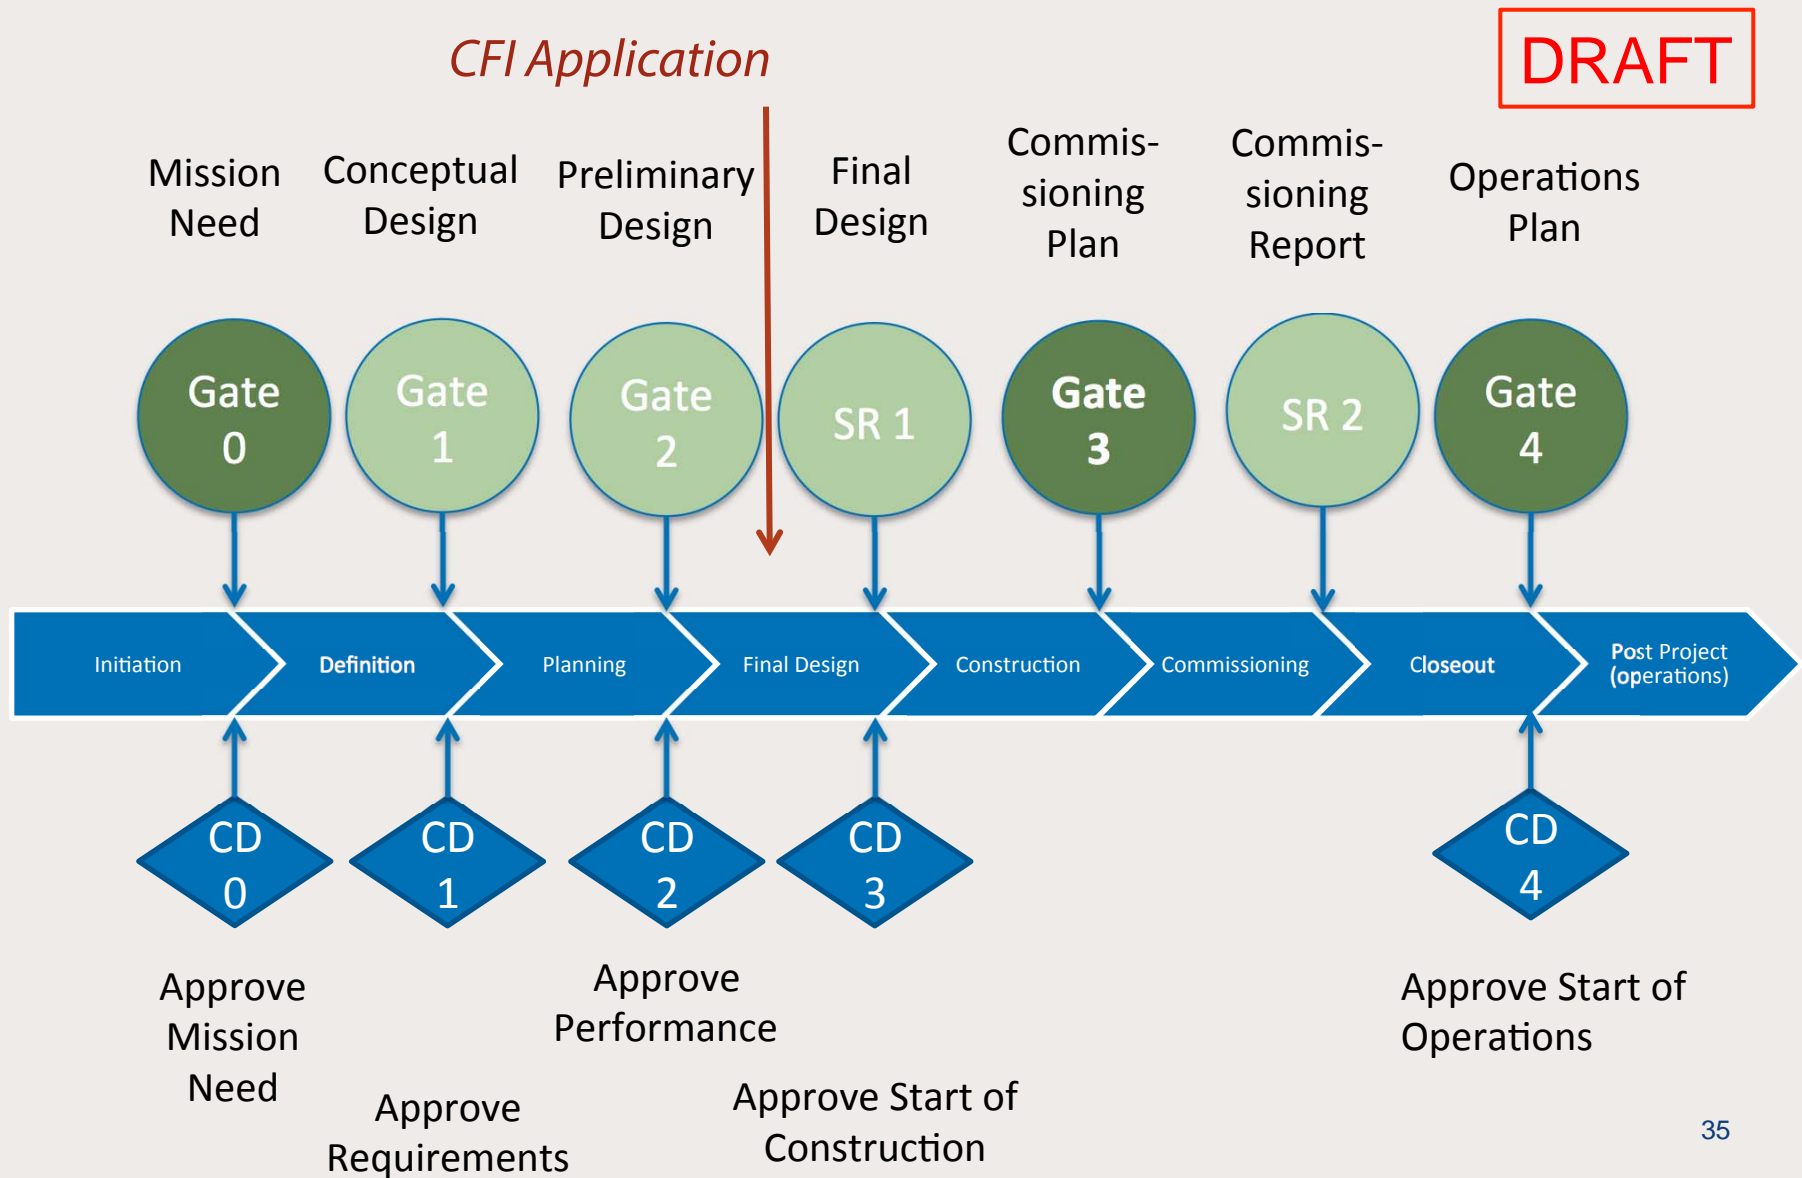 CFI Application
DRAFT
Mission
Need
Conceptual
Design
Preliminary
Design
Final
Design
Commis-
sioning
Plan
Commis-
sioning
Report
Operations
Plan
Gate
0
Gate
1
Gate
2
SR 1
Gate
3
SR 2
Gate
4
Initiation
Definition
Planning
Final Design
Construction
Commissioning
Closeout
Post Project
(operations)
CD
0
CD
1
CD
2
CD
3
CD
4
Approve
Mission
Need
Approve
Requirements
Approve
Performance
Approve Start of
Construction
Approve Start of
Operations
35